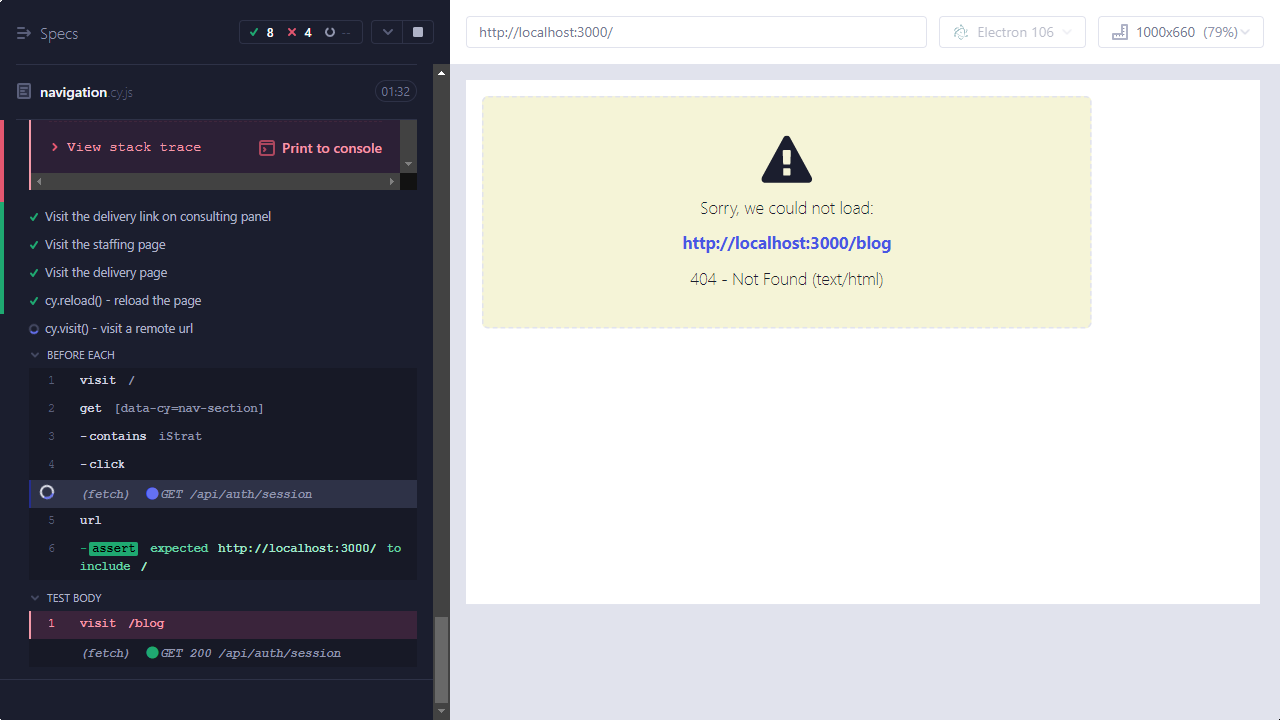 Specs
8 4 --
navigation.cy.js
01:32
View stack trace
Print to console
Visit the delivery link on consulting panel
Visit the staffing page
Visit the delivery page
cy.reload() - reload the page
cy.visit() - visit a remote url
BEFORE EACH
1 visit /
2 get [data-cy=nav-section]
3 -contains iStrat
4 -click
(fetch) GET /api/auth/session
5 url
6 -assert expected http://localhost:3000/ to
include /
TEST BODY
1 visit /blog
(fetch) GET 200 /api/auth/session
http://localhost:3000/
Electron 106
1000x660 (79%)
Sorry, we could not load:
http://localhost:3000/blog
404 - Not Found (text/html)